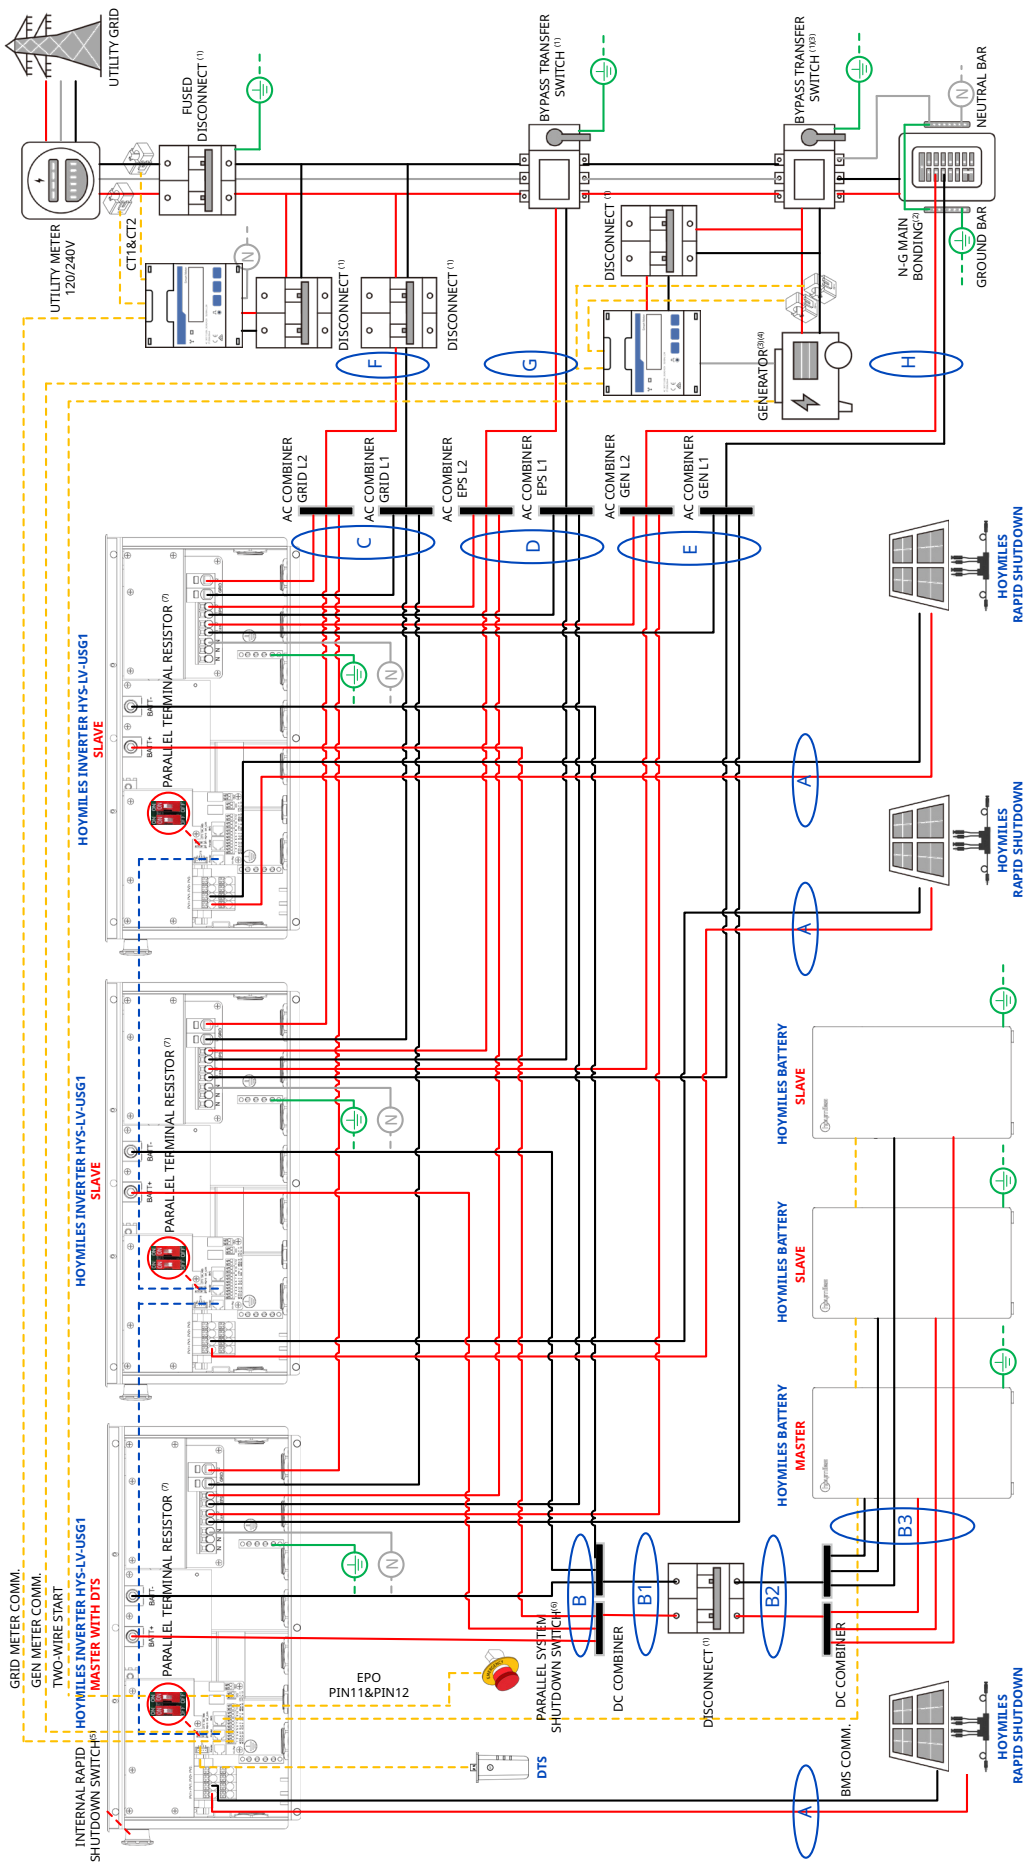 GRID METER COMM.
GEN METER COMM.
TWO-WIRE START
INTERNAL RAPID
SHUTDOWN SWITCH(5)
HOYMILES INVERTER HYS-LV-USG1
MASTER WITH DTS
BATT+
BATT-
PARALLEL TERMINAL RESISTOR (7)
N
EPO
PIN11&PIN12
EMERGENCY
DTS
HOYMILES INVERTER HYS-LV-USG1
SLAVE
BATT+
BATT-
PARALLEL TERMINAL RESISTOR (7)
N
HOYMILES INVERTER HYS-LV-USG1
SLAVE
BATT+
BATT-
PARALLEL TERMINAL RESISTOR (7)
N
UTILITY GRID
UTILITY METER
120/240V
CT1&CT2
FUSED
DISCONNECT (1)
N
DISCONNECT (1)
DISCONNECT (1)
BYPASS TRANSFER
SWITCH (1)
DISCONNECT (1)
BYPASS TRANSFER
SWITCH (1)(3)
GENERATOR(3)(4)
N-G MAIN
BONDING(2)
NEUTRAL BAR
N
GROUND BAR
F
G
H
AC COMBINER
GRID L2
AC COMBINER
GRID L1
AC COMBINER
EPS L2
AC COMBINER
EPS L1
AC COMBINER
GEN L2
AC COMBINER
GEN L1
C
D
E
A
A
A
PARALLEL SYSTEM
SHUTDOWN SWITCH(6)
DC COMBINER
B
B1
DISCONNECT (1)
B2
DC COMBINER
B3
BMS COMM.
HOYMILES BATTERY
MASTER
HOYMILES BATTERY
SLAVE
HOYMILES BATTERY
SLAVE
HOYMILES
RAPID SHUTDOWN
HOYMILES
RAPID SHUTDOWN
HOYMILES
RAPID SHUTDOWN